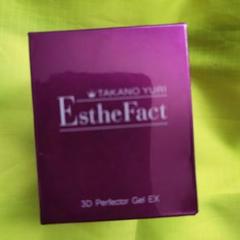 TAKANO YURI
EstheFact
3D Perfector Gel EX